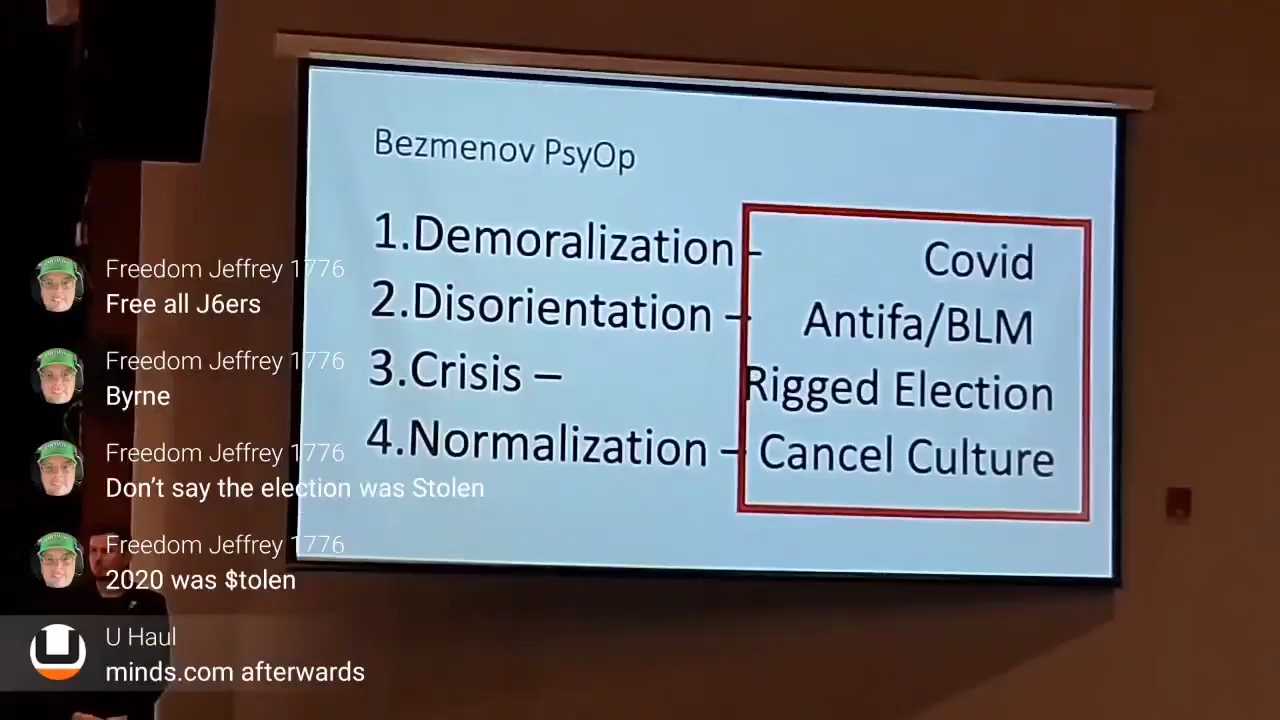 Bezmenov PsyOp
1.Demoralization - Covid
2.Disorientation – Antifa/BLM
3.Crisis – Rigged Election
4.Normalization – Cancel Culture
Freedom Jeffrey 1776
Free all J6ers
Freedom Jeffrey 1776
Byrne
Freedom Jeffrey 1776
Don’t say the election was Stolen
Freedom Jeffrey 1776
2020 was $tolen
U Haul
minds.com afterwards